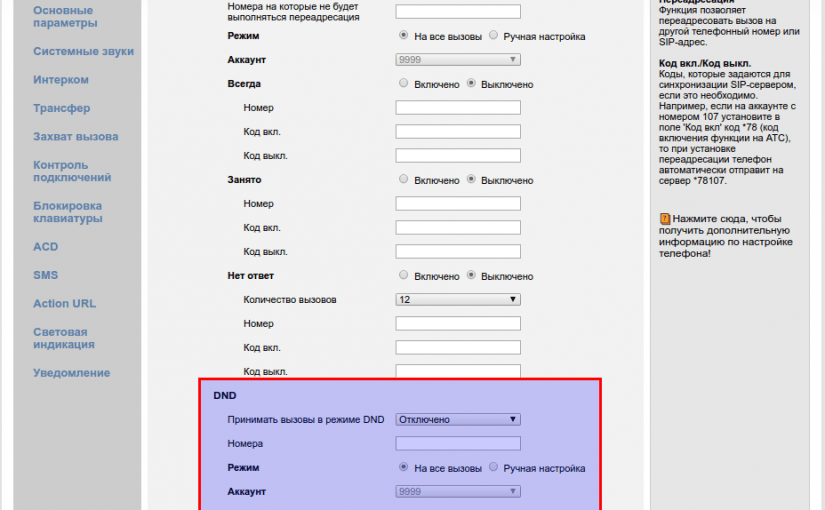 Основные
параметры
Системные звуки
Интерком
Трансфер
Захват вызова
Контроль
подключений
Блокировка
клавиатуры
ACD
SMS
Action URL
Световая
индикация
Уведомление
Номера на которые не будет
выполняться переадресация
Режим На все вызовы Ручная настройка
Аккаунт 9999
Всегда Включено Выключено
Номер
Код вкл.
Код выкл.
Занято Включено Выключено
Номер
Код вкл.
Код выкл.
Нет ответ Включено Выключено
Количество вызовов 12
Номер
Код вкл.
Код выкл.
DND
Принимать вызовы в режиме DND Отключено
Номера
Режим На все вызовы Ручная настройка
Аккаунт 9999
Переадресация
Функция позволяет
переадресовать вызов на
другой телефонный номер или
SIP-адрес.
Код вкл./Код выкл.
Коды, которые задаются для
синхронизации SIP-сервером,
если это необходимо.
Например, если на аккаунте с
номером 107 установите в
поле 'Код вкл' код *78 (код
включения функции на АТС),
то при установке
переадресации телефон
автоматически отправит на
сервер *78107.
Нажмите сюда, чтобы
получить дополнительную
информацию по настройке
телефона!